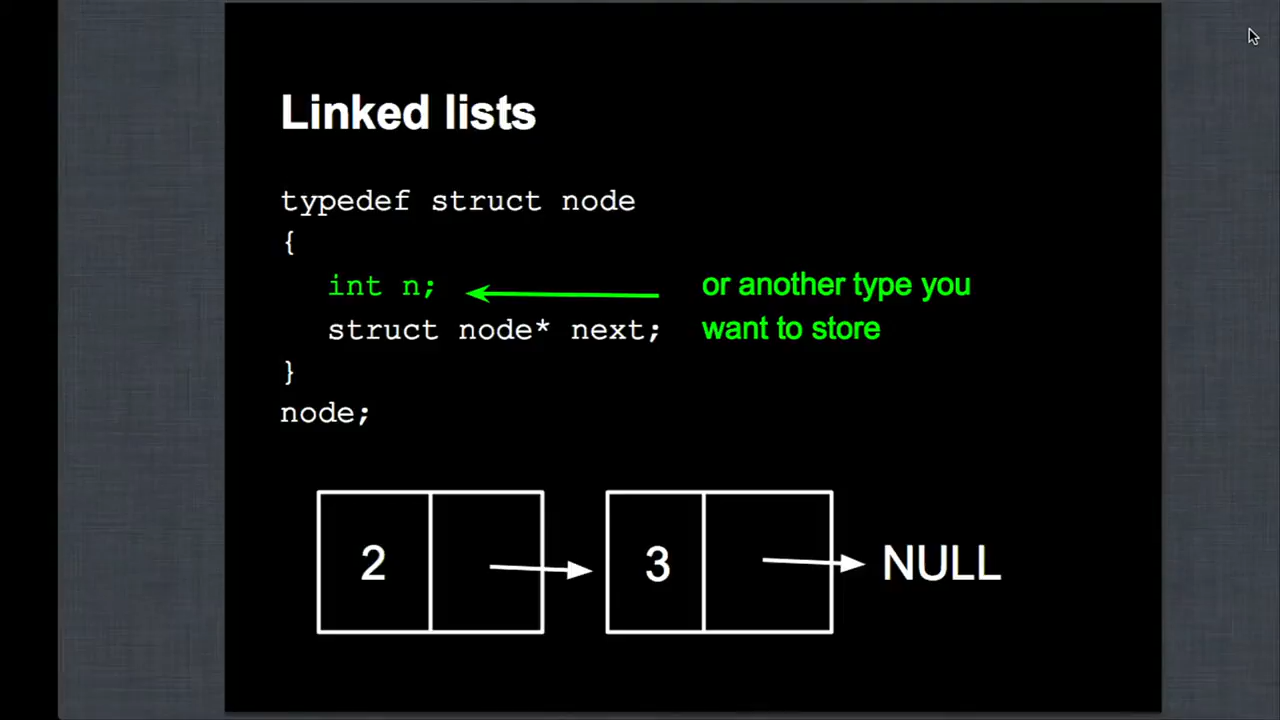 Linked lists
typedef struct node
{
int n;
or another type you
struct node* next;
want to store
}
node;
2
3
NULL